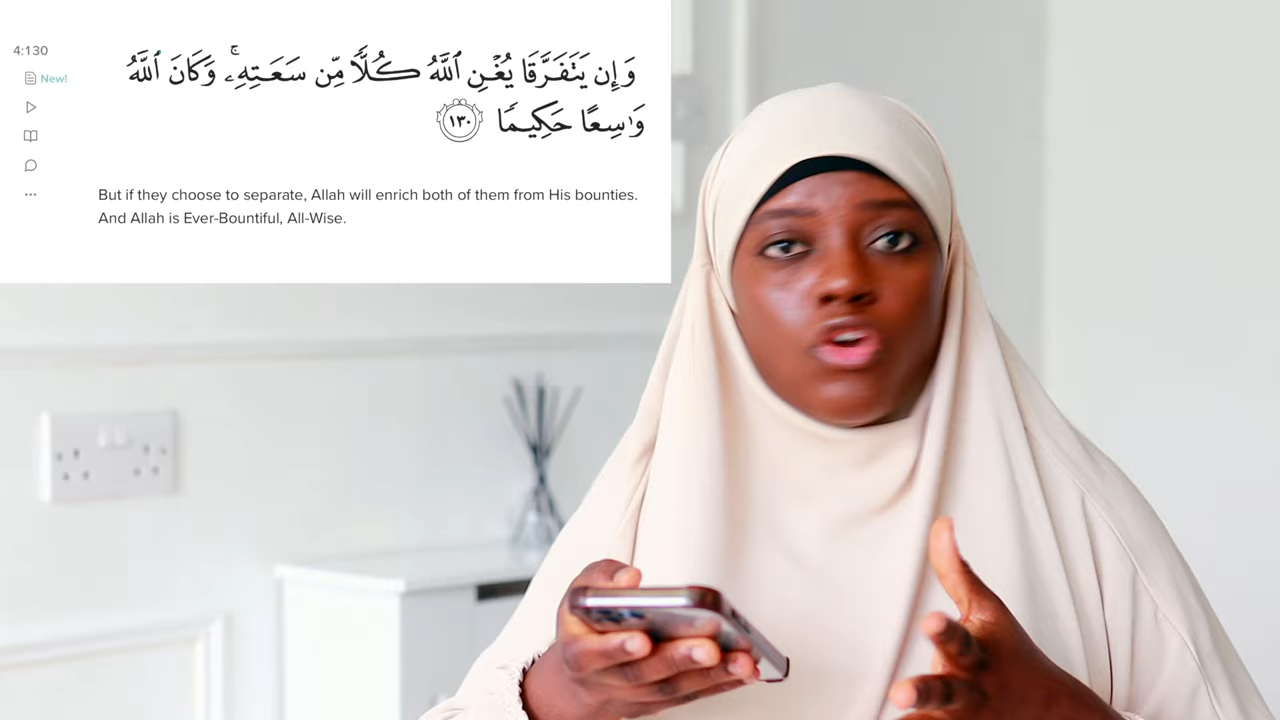 4:130
وَإِن يَتَفَرَّقَا يُغْنِ ٱللَّهُ كُلًّا مِّن سَعَتِهِۦ ۚ وَكَانَ ٱللَّهُ
وَٰسِعًا حَكِيمًا ١٣٠
New!
But if they choose to separate, Allah will enrich both of them from His bounties.
And Allah is Ever-Bountiful, All-Wise.